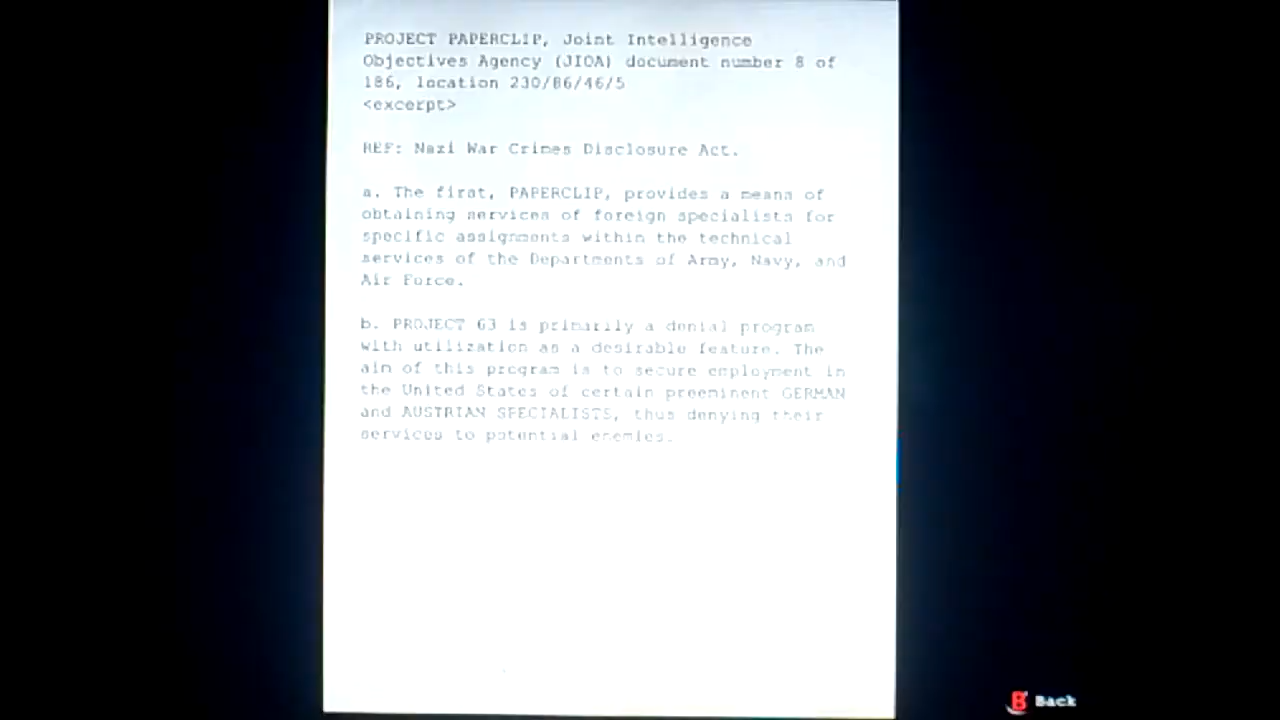 PROJECT PAPERCLIP, Joint Intelligence
Objectives Agency (JIOA) document number 8 of
186, location 230/86/46/5
<excerpt>
REF: Nazi War Crimes Disclosure Act.
a. The first, PAPERCLIP, provides a means of
obtaining services of foreign specialists for
specific assignments within the technical
services of the Departments of Army, Navy, and
Air Force.
b. PROJECT 63 is primarily a denial program
with utilization as a desirable feature. The
aim of this program is to secure employment in
the United States of certain preeminent GERMAN
and AUSTRIAN SPECIALISTS, thus denying their
services to potential enemies.
B Back